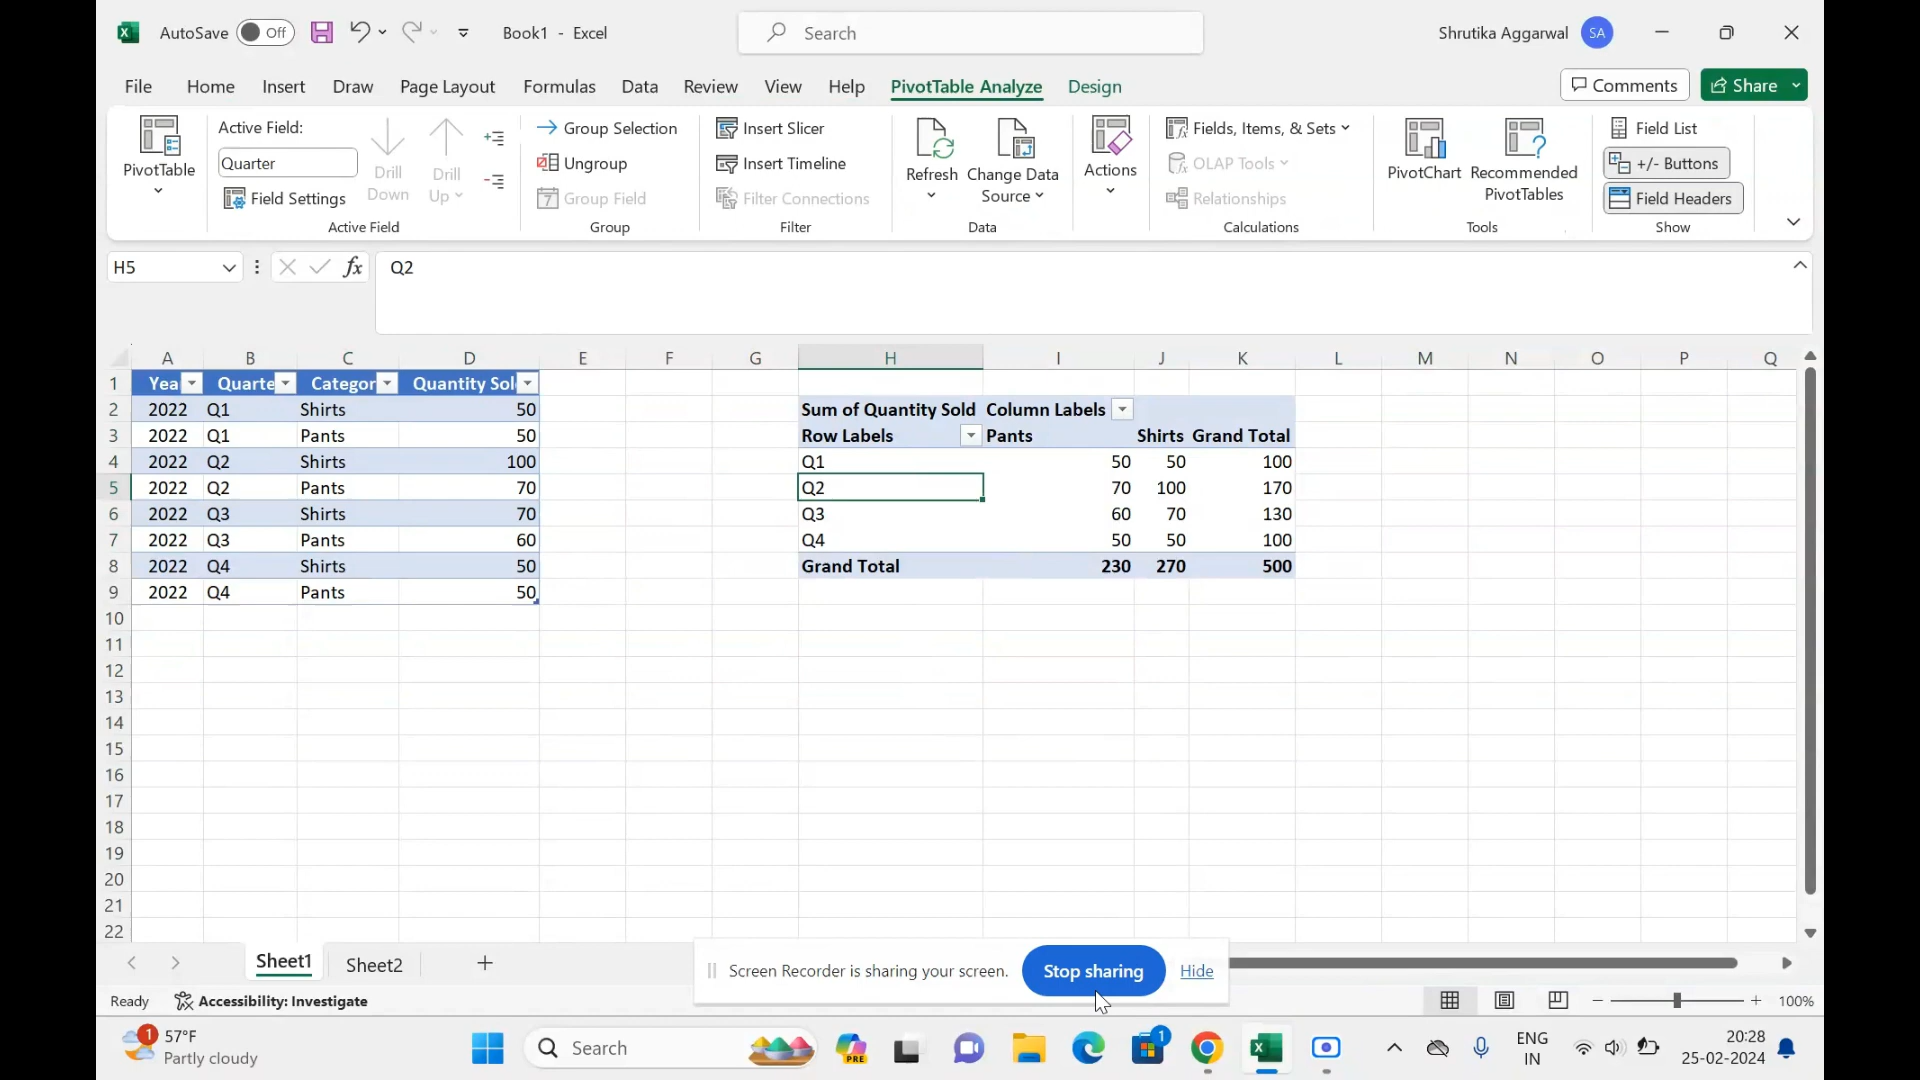 AutoSave Off Book1 - Excel Search Shrutika Aggarwal SA
File Home Insert Draw Page Layout Formulas Data Review View Help PivotTable Analyze Design Comments Share
PivotTable
Active Field:
Quarter
Field Settings
Drill Down
Drill Up
Active Field
Group Selection
Ungroup
7 Group Field
Group
Insert Slicer
Insert Timeline
Filter Connections
Filter
Refresh
Change Data Source
Data
Actions
Fields, Items, & Sets
OLAP Tools
Relationships
Calculations
PivotChart
Recommended PivotTables
Tools
Field List
+/- Buttons
Field Headers
Show
H5 fx Q2
A B C D E F G H I J K L M N O P Q
1 Yea Quarte Categor Quantity Sol
2 2022 Q1 Shirts 50 Sum of Quantity Sold Column Labels
3 2022 Q1 Pants 50 Row Labels Pants Shirts Grand Total
4 2022 Q2 Shirts 100 Q1 50 50 100
5 2022 Q2 Pants 70 Q2 70 100 170
6 2022 Q3 Shirts 70 Q3 60 70 130
7 2022 Q3 Pants 60 Q4 50 50 100
8 2022 Q4 Shirts 50 Grand Total 230 270 500
9 2022 Q4 Pants 50
10
11
12
13
14
15
16
17
18
19
20
21
22
Sheet1 Sheet2 +
Screen Recorder is sharing your screen. Stop sharing Hide
Ready Accessibility: Investigate 100%
1 57°F
Partly cloudy
Search
PRE
1
ENG
IN
20:28
25-02-2024